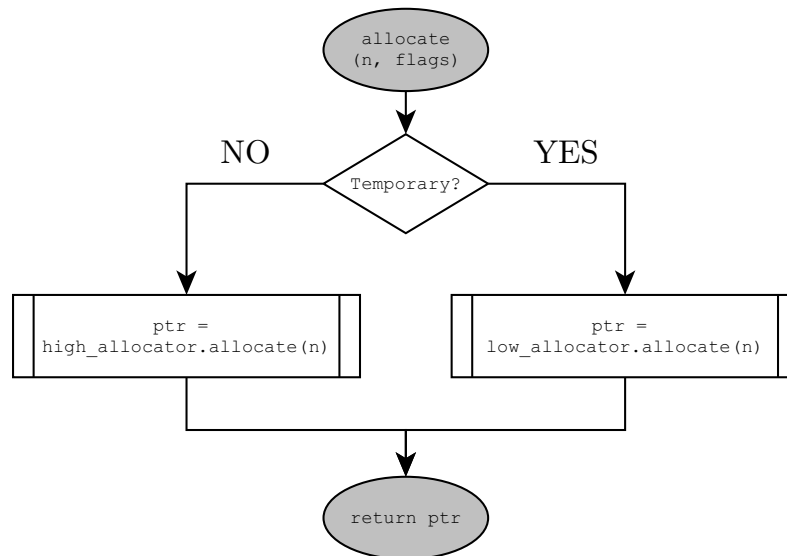 allocate
(n, flags)
NO
YES
Temporary?
ptr =
high_allocator.allocate(n)
ptr =
low_allocator.allocate(n)
return ptr